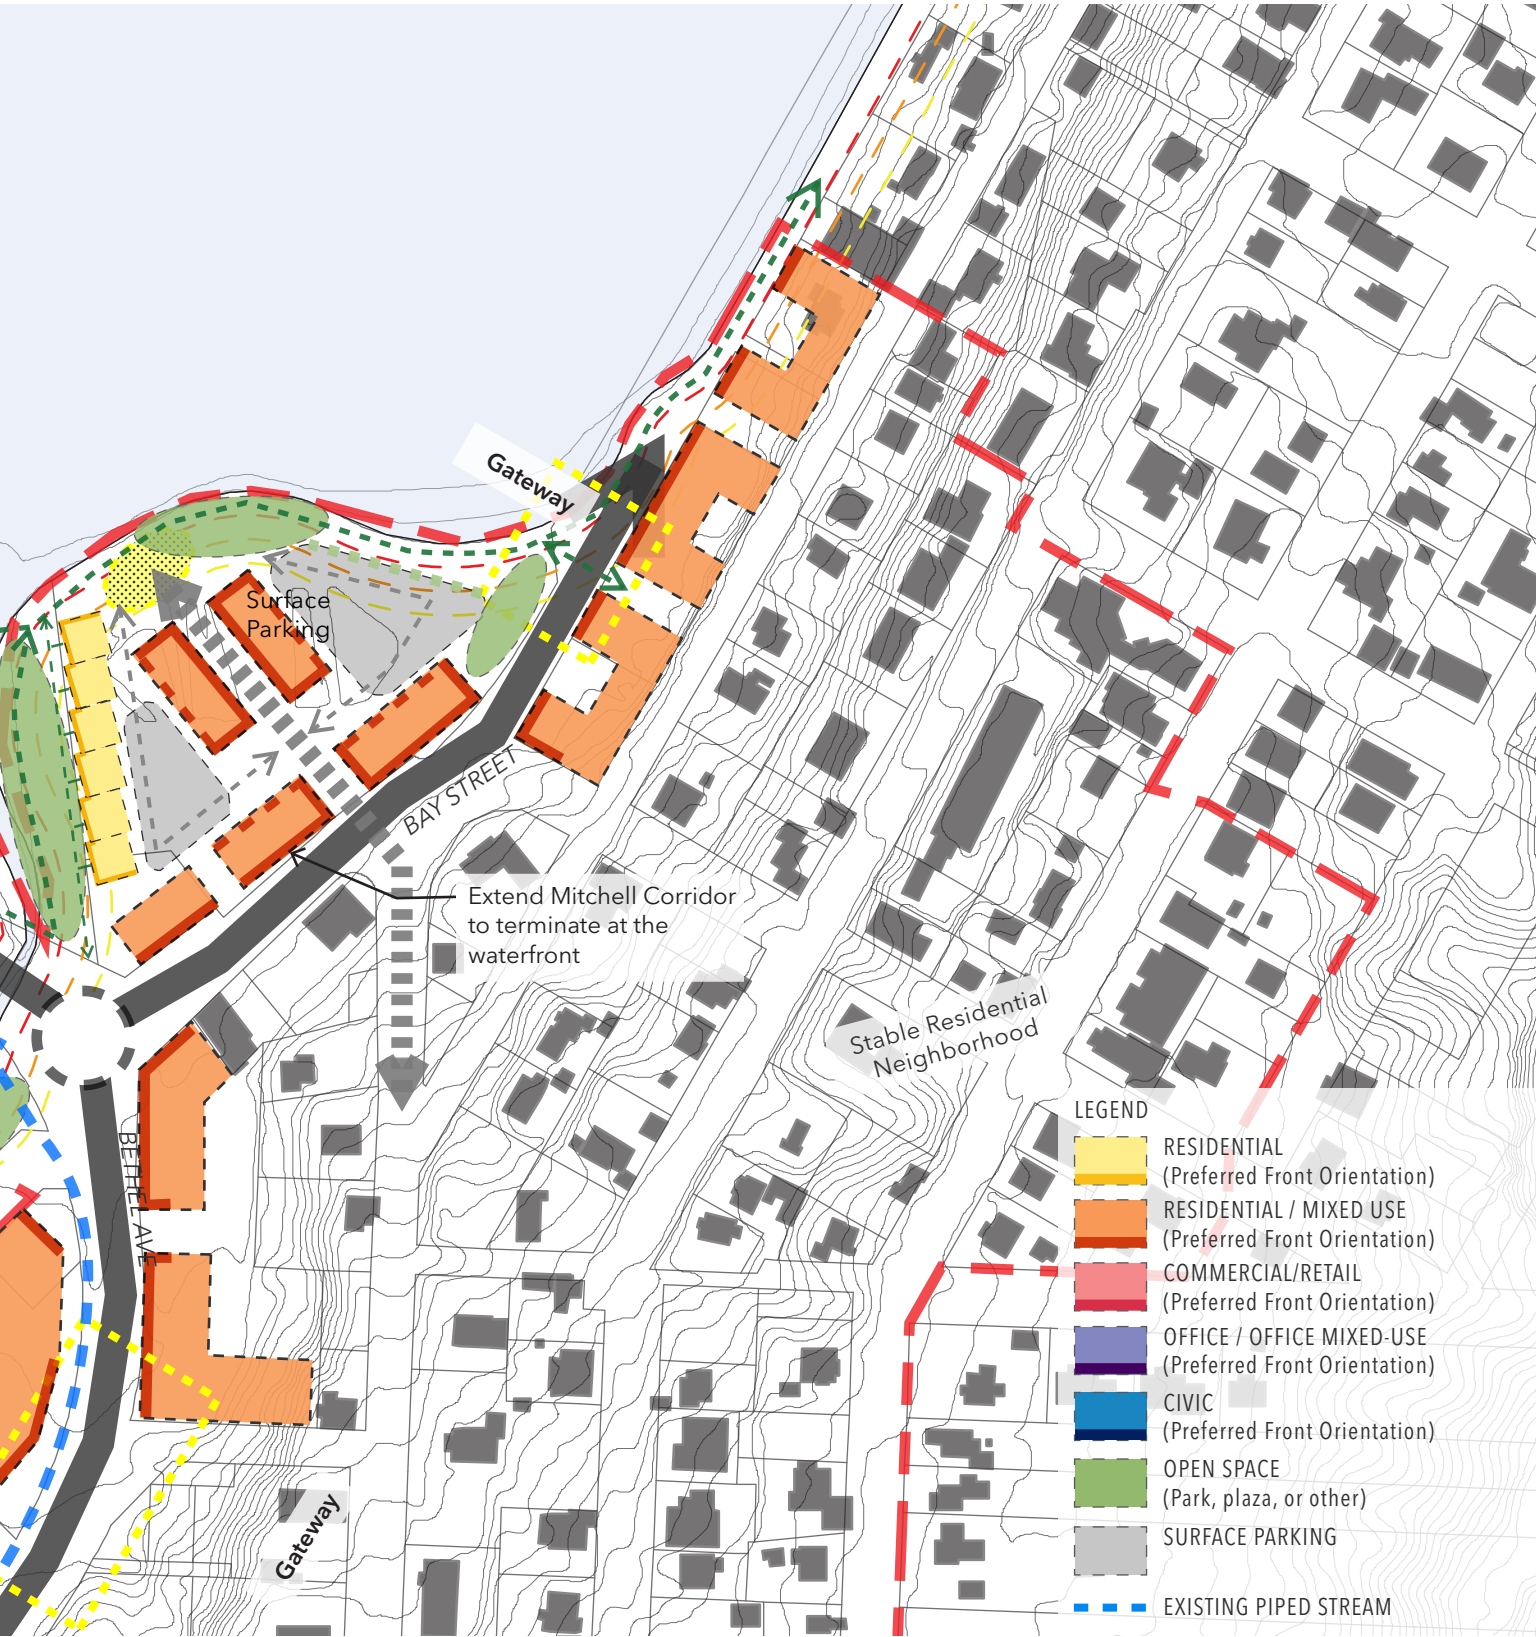 Gateway
Surface
Parking
BAY STREET
Extend Mitchell Corridor
to terminate at the
waterfront
Stable Residential
Neighborhood
BETHEL AVE
Gateway
LEGEND
RESIDENTIAL
(Preferred Front Orientation)
RESIDENTIAL / MIXED USE
(Preferred Front Orientation)
COMMERCIAL/RETAIL
(Preferred Front Orientation)
OFFICE / OFFICE MIXED-USE
(Preferred Front Orientation)
CIVIC
(Preferred Front Orientation)
OPEN SPACE
(Park, plaza, or other)
SURFACE PARKING
EXISTING PIPED STREAM